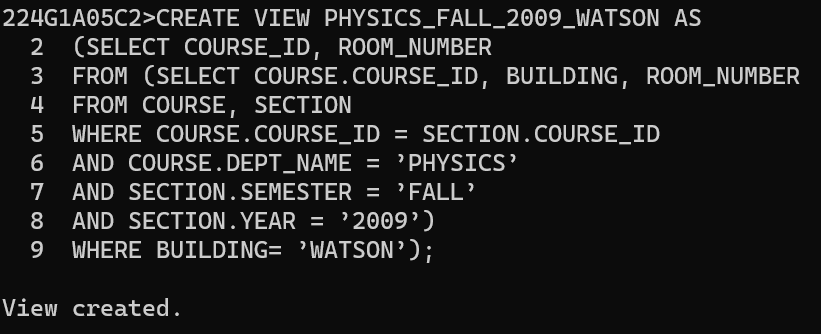 224G1A05C2>CREATE VIEW PHYSICS_FALL_2009_WATSON AS
2 (SELECT COURSE_ID, ROOM_NUMBER
3 FROM (SELECT COURSE.COURSE_ID, BUILDING, ROOM_NUMBER
4 FROM COURSE, SECTION
5 WHERE COURSE.COURSE_ID = SECTION.COURSE_ID
6 AND COURSE.DEPT_NAME = ’PHYSICS’
7 AND SECTION.SEMESTER = ’FALL’
8 AND SECTION.YEAR = ’2009’)
9 WHERE BUILDING= ’WATSON’);
View created.